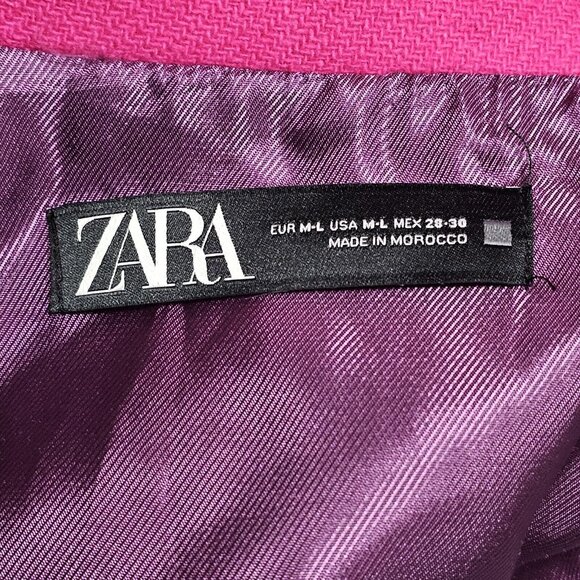 ZARA
EUR M-L USA M-L MEX 28-30
MADE IN MOROCCO